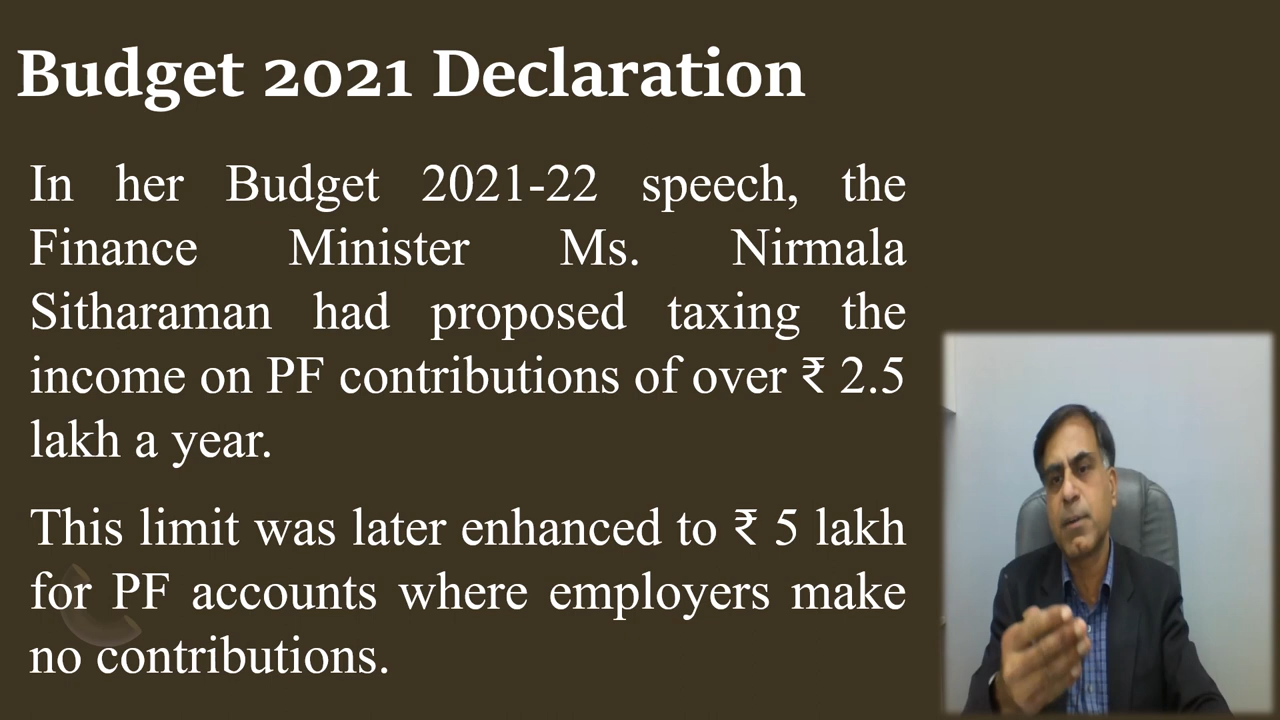 Budget 2021 Declaration
In her Budget 2021-22 speech, the
Finance Minister Ms. Nirmala
Sitharaman had proposed taxing the
income on PF contributions of over ₹ 2.5
lakh a year.
This limit was later enhanced to ₹ 5 lakh
for PF accounts where employers make
no contributions.